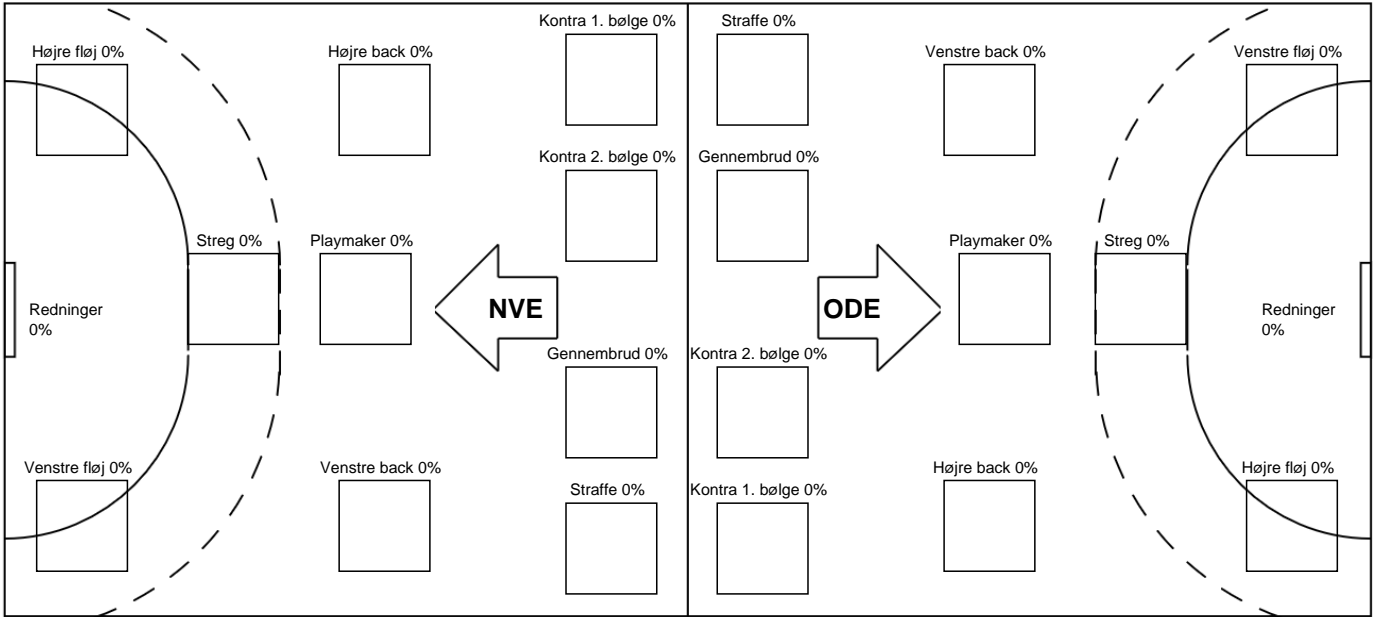 Kontra 1. bølge 0%
Straffe 0%
Højre fløj 0%
Højre back 0%
Venstre back 0%
Venstre fløj 0%
Kontra 2. bølge 0%
Gennembrud 0%
Streg 0%
Playmaker 0%
Playmaker 0%
Streg 0%
Redninger
0%
NVE
ODE
Redninger
0%
Gennembrud 0%
Kontra 2. bølge 0%
Venstre fløj 0%
Venstre back 0%
Højre back 0%
Højre fløj 0%
Straffe 0%
Kontra 1. bølge 0%